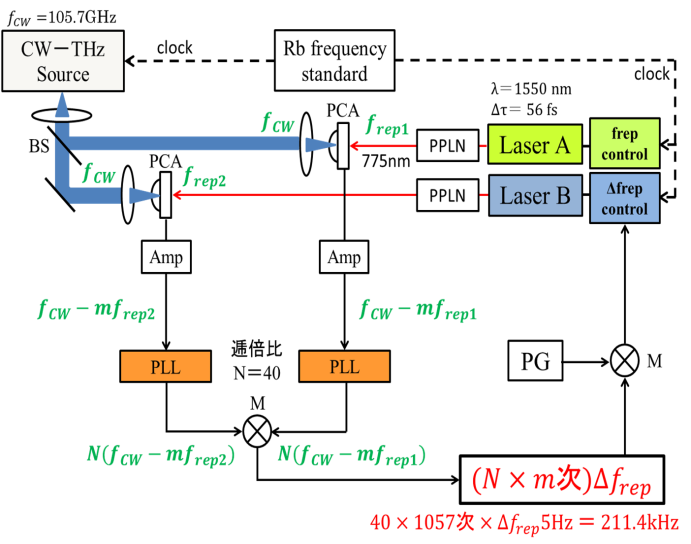 f_CW=105.7GHz
CW－THz
Source
Rb frequency
standard
clock
clock
λ＝1550 nm
Δτ＝ 56 fs
BS
f_CW
PCA
f_rep1
775nm
PPLN
Laser A
frep
control
f_CW
PCA
f_rep2
PPLN
Laser B
Δfrep
control
Amp
Amp
f_CW − mf_rep2
f_CW − mf_rep1
PLL
逓倍比
N＝40
PLL
PG
M
M
N(f_CW − mf_rep2)
N(f_CW − mf_rep1)
(N × m次)Δf_rep
40 × 1057次 × Δf_rep5Hz = 211.4kHz